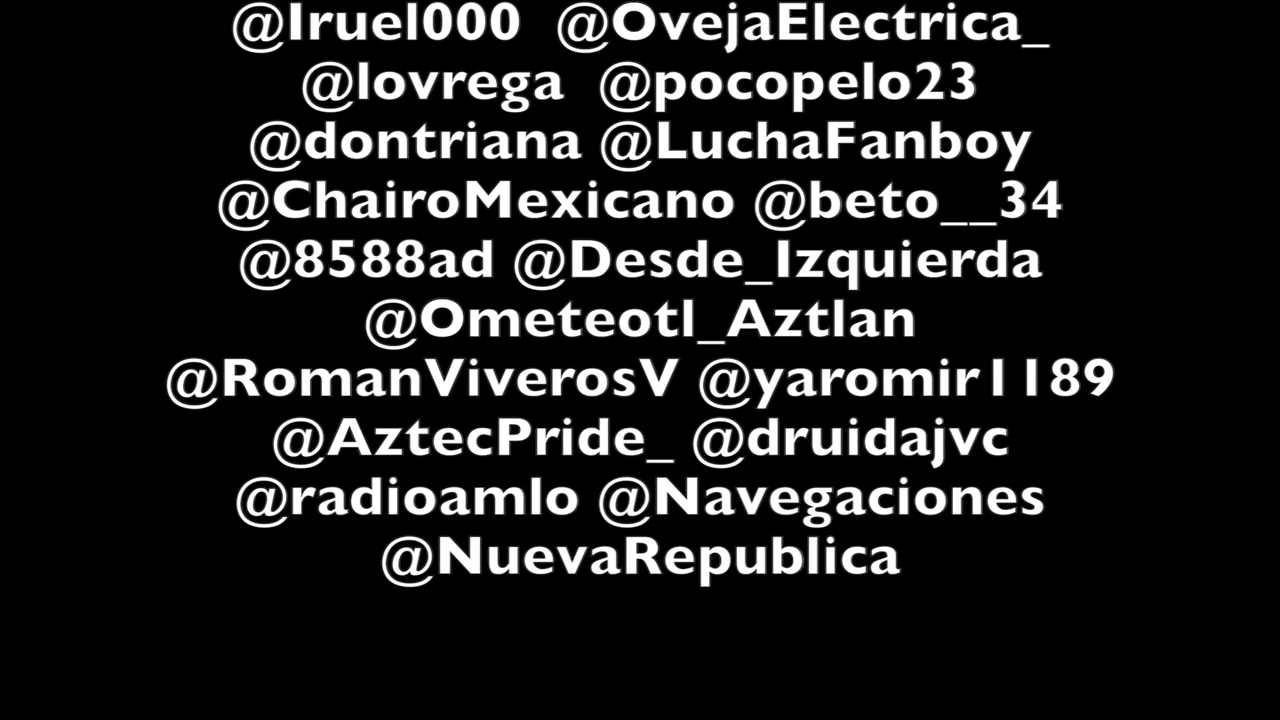 @Iruel000 @OvejaElectrica_
@lovrega @pocopelo23
@dontriana @LuchaFanboy
@ChairoMexicano @beto__34
@8588ad @Desde_Izquierda
@Ometeotl_Aztlan
@RomanViverosV @yaromir1189
@AztecPride_ @druidajvc
@radioamlo @Navegaciones
@NuevaRepublica